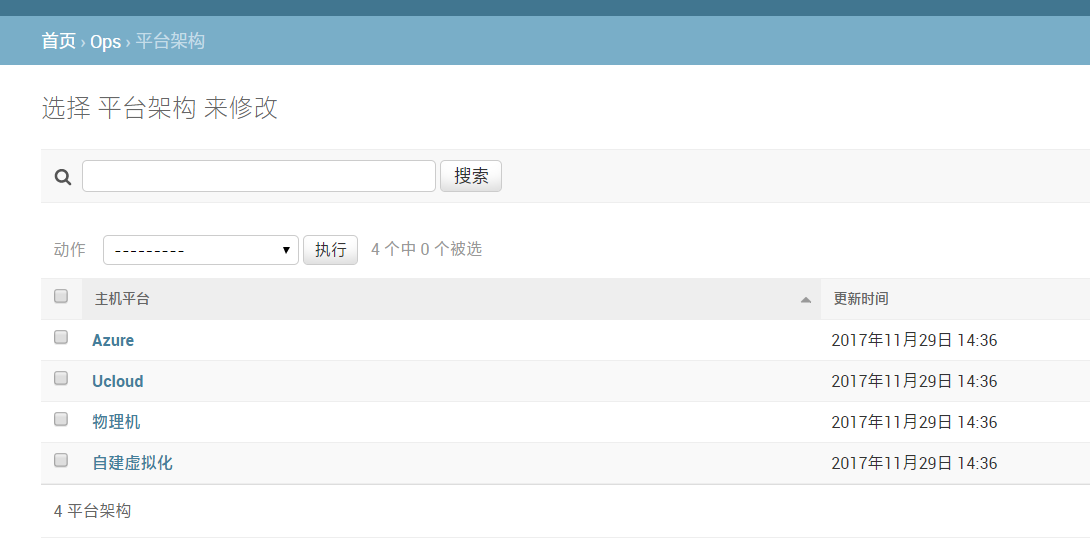 首页 › Ops › 平台架构
选择 平台架构 来修改
搜索
动作 --------- 执行 4 个中 0 个被选
主机平台 更新时间
Azure 2017年11月29日 14:36
Ucloud 2017年11月29日 14:36
物理机 2017年11月29日 14:36
自建虚拟化 2017年11月29日 14:36
4 平台架构